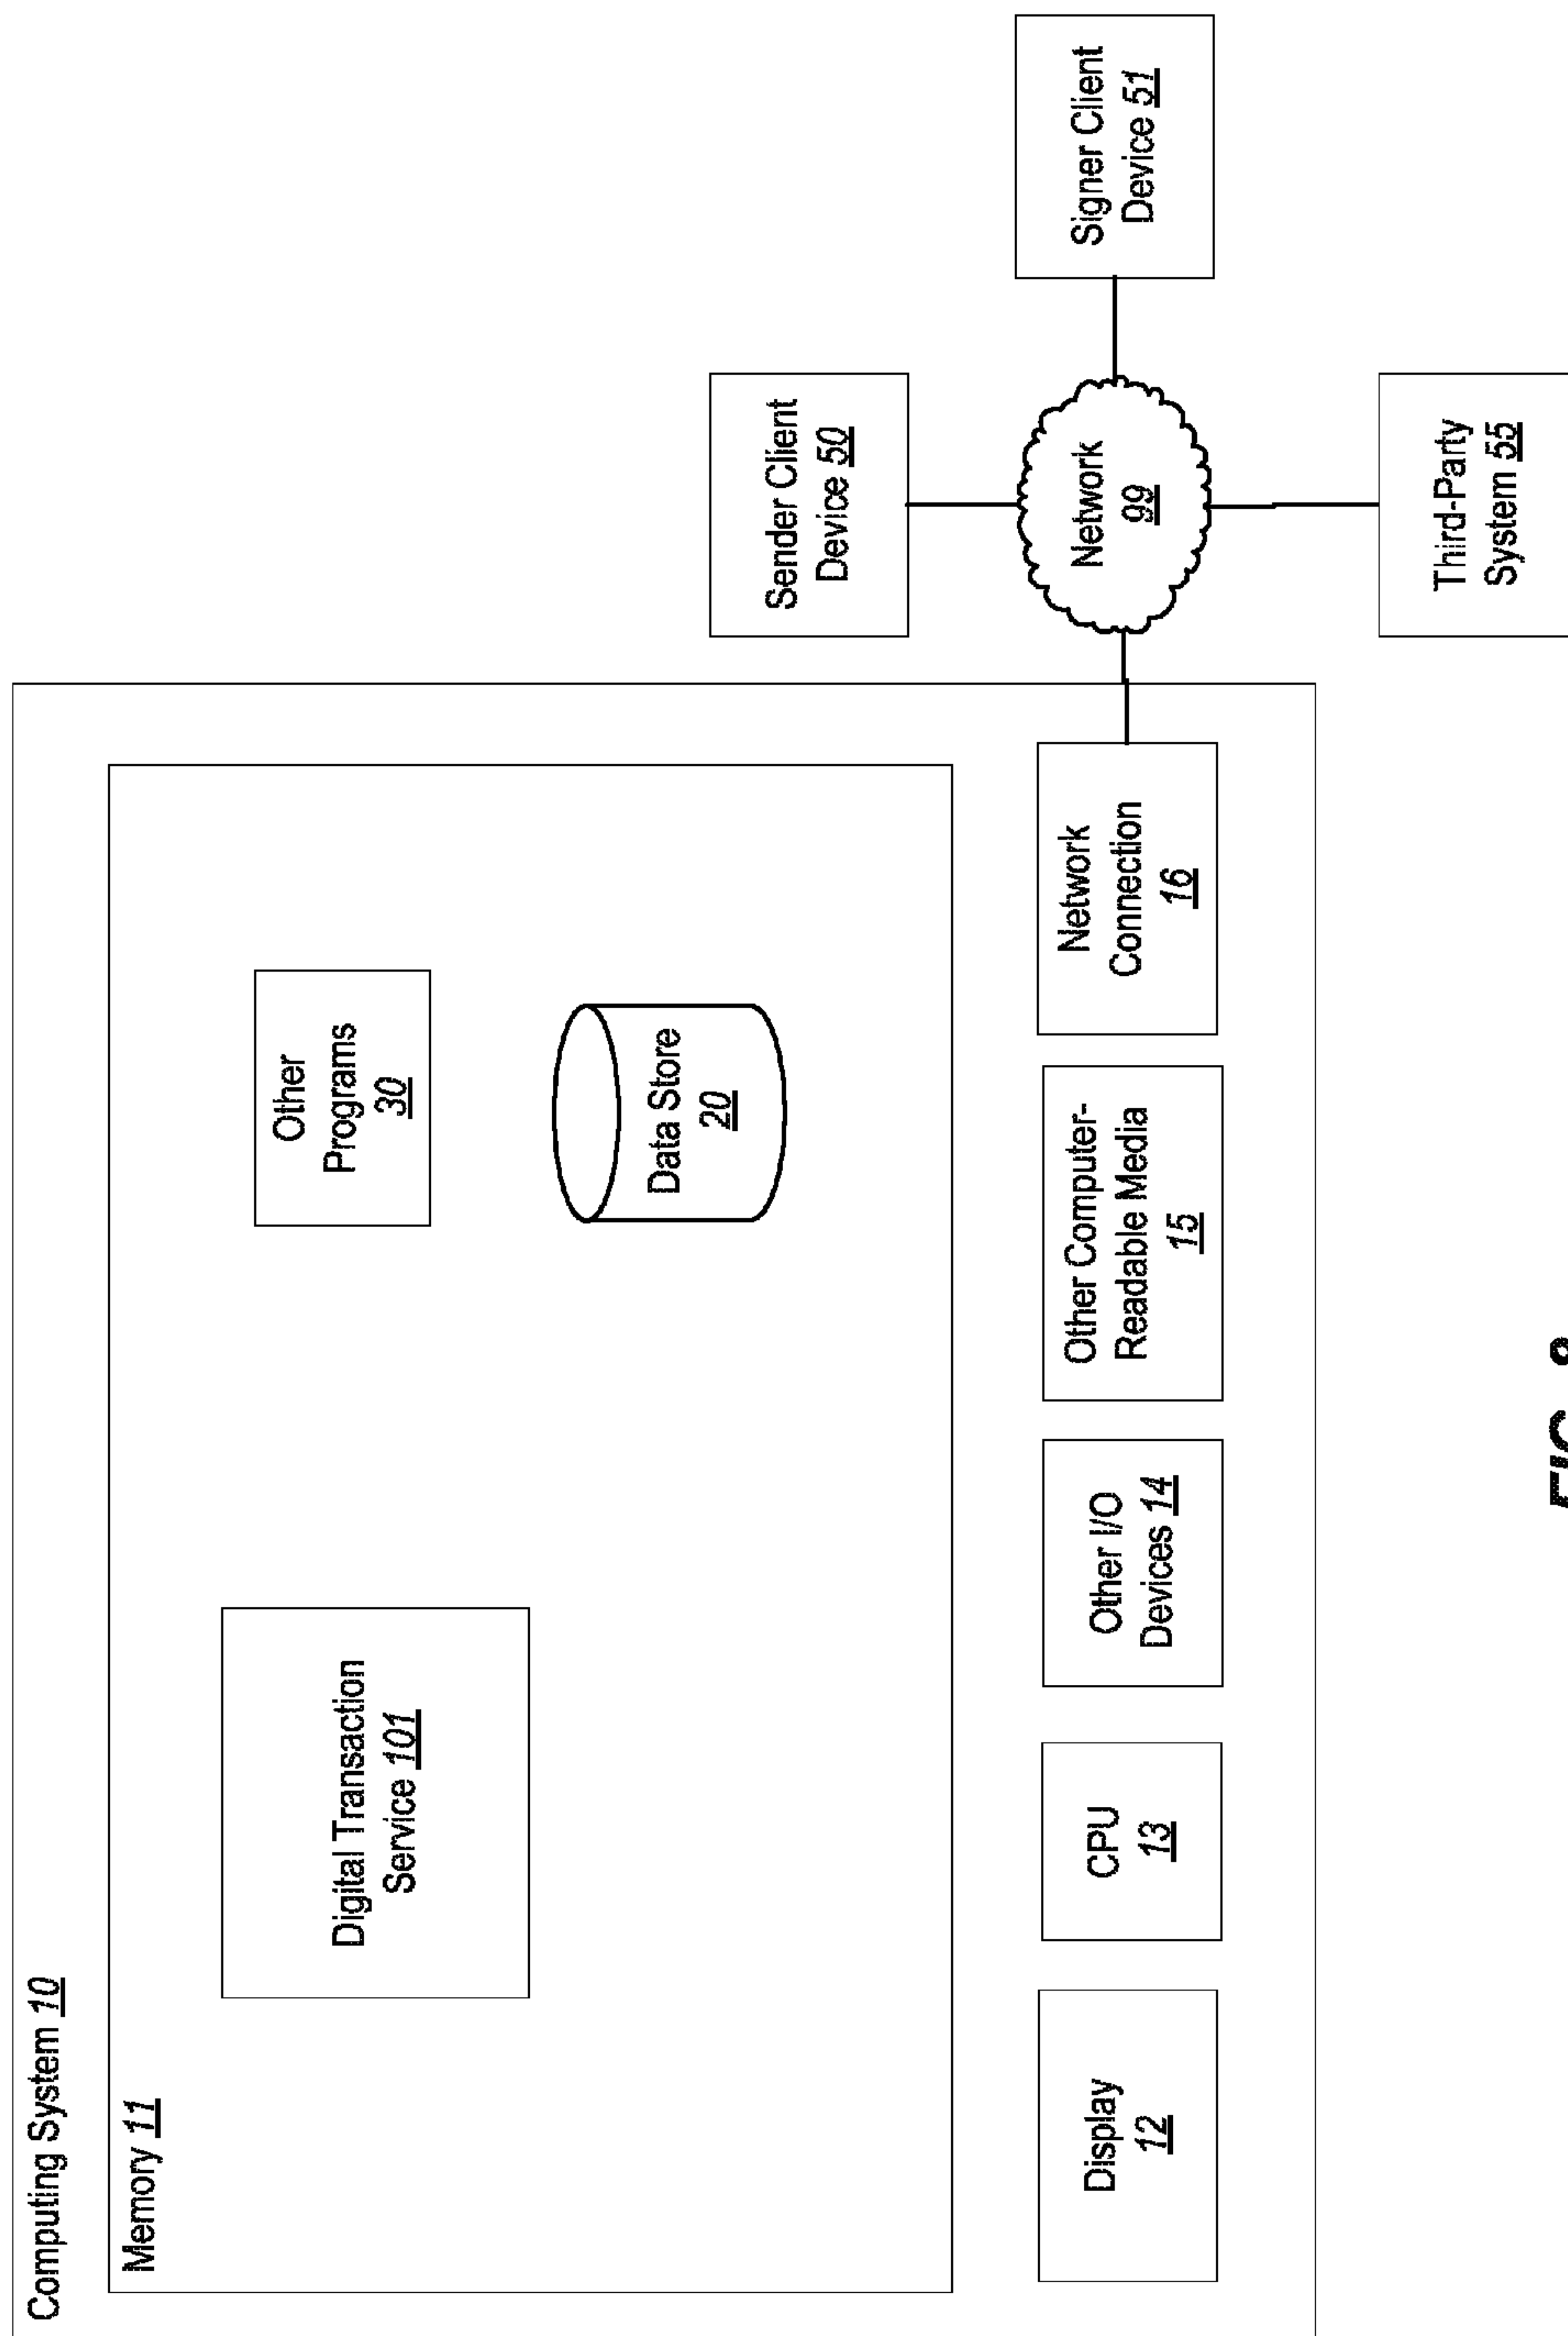 Computing System 10
Memory 11
Digital Transaction
Service 101
Other
Programs
30
Data Store
20
Display
12
CPU
13
Other I/O
Devices 14
Other Computer-
Readable Media
15
Network
Connection
16
Sender Client
Device 50
Network
99
Signer Client
Device 51
Third-Party
System 55